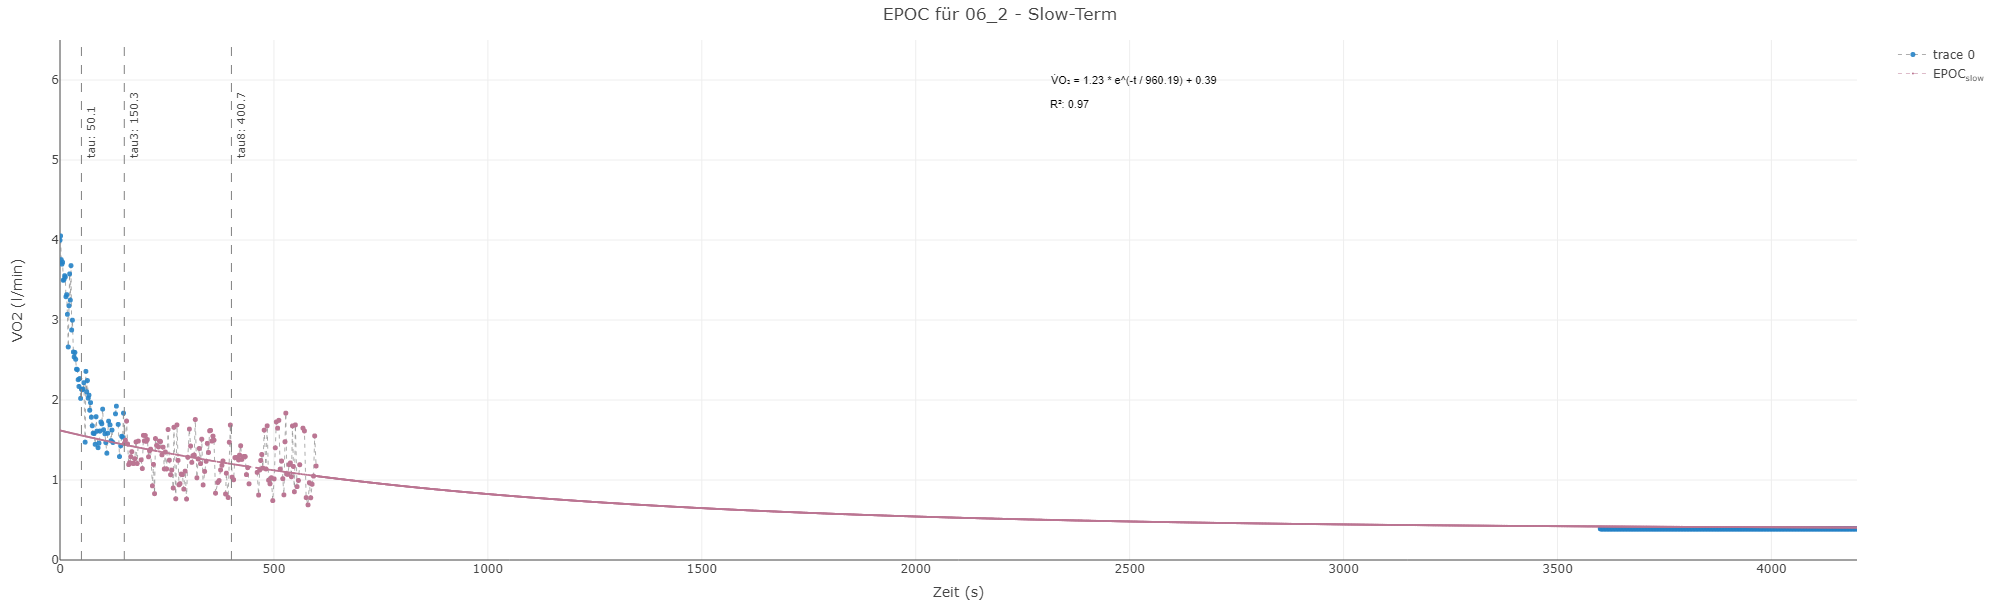 EPOC für 06_2 - Slow-Term
trace 0
EPOCslow
V̇O₂ = 1.23 * e^(-t / 960.19) + 0.39
R²: 0.97
tau: 50.1
tau3: 150.3
tau8: 400.7
VO2 (l/min)
6
5
4
3
2
1
0
0 500 1000 1500 2000 2500 3000 3500 4000
Zeit (s)